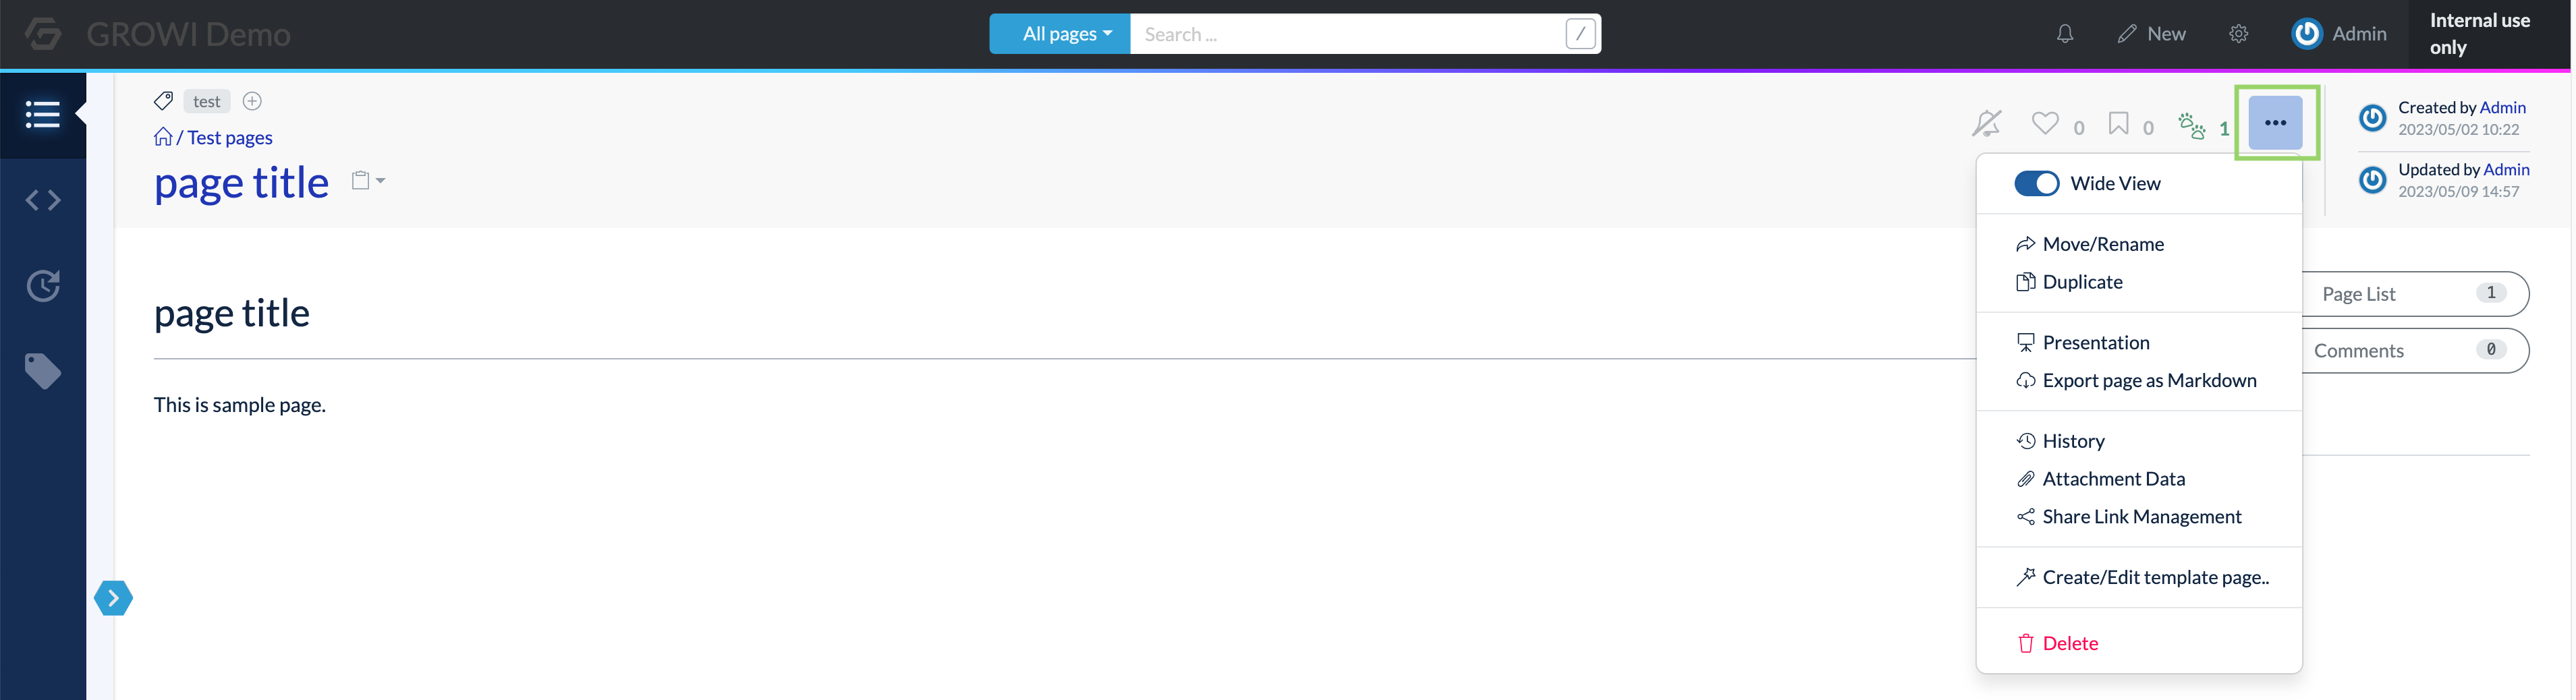 GROWI Demo
All pages
Search ...
/
New
Admin
Internal use
only
test
/ Test pages
page title
0
0
1
Created by Admin
2023/05/02 10:22
Updated by Admin
2023/05/09 14:57
Wide View
Move/Rename
Duplicate
Presentation
Export page as Markdown
History
Attachment Data
Share Link Management
Create/Edit template page..
Delete
Page List 1
Comments 0
page title
This is sample page.